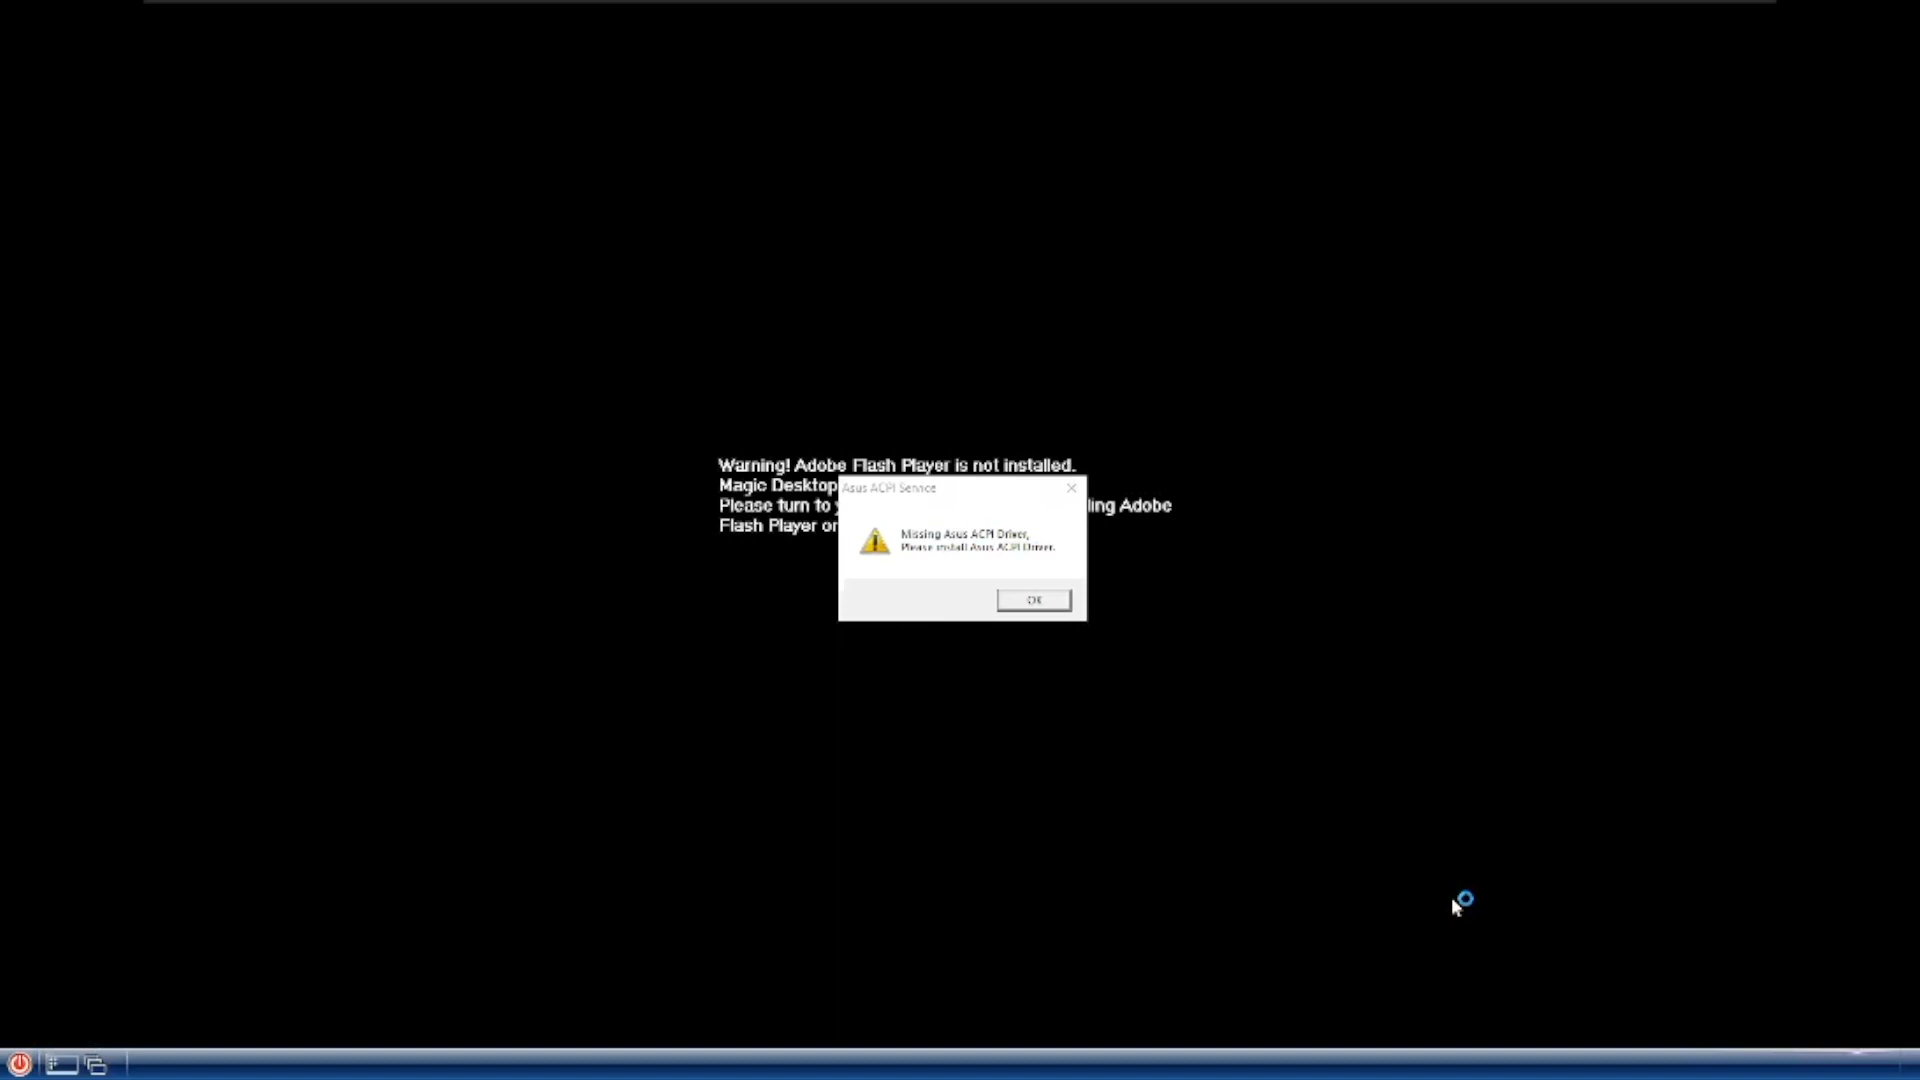 Warning! Adobe Flash Player is not installed.
Magic Desktop
Please turn to
ling Adobe
Flash Player or
Asus ACPI Service
Missing Asus ACPI Driver,
Please install Asus ACPI Driver.
OK